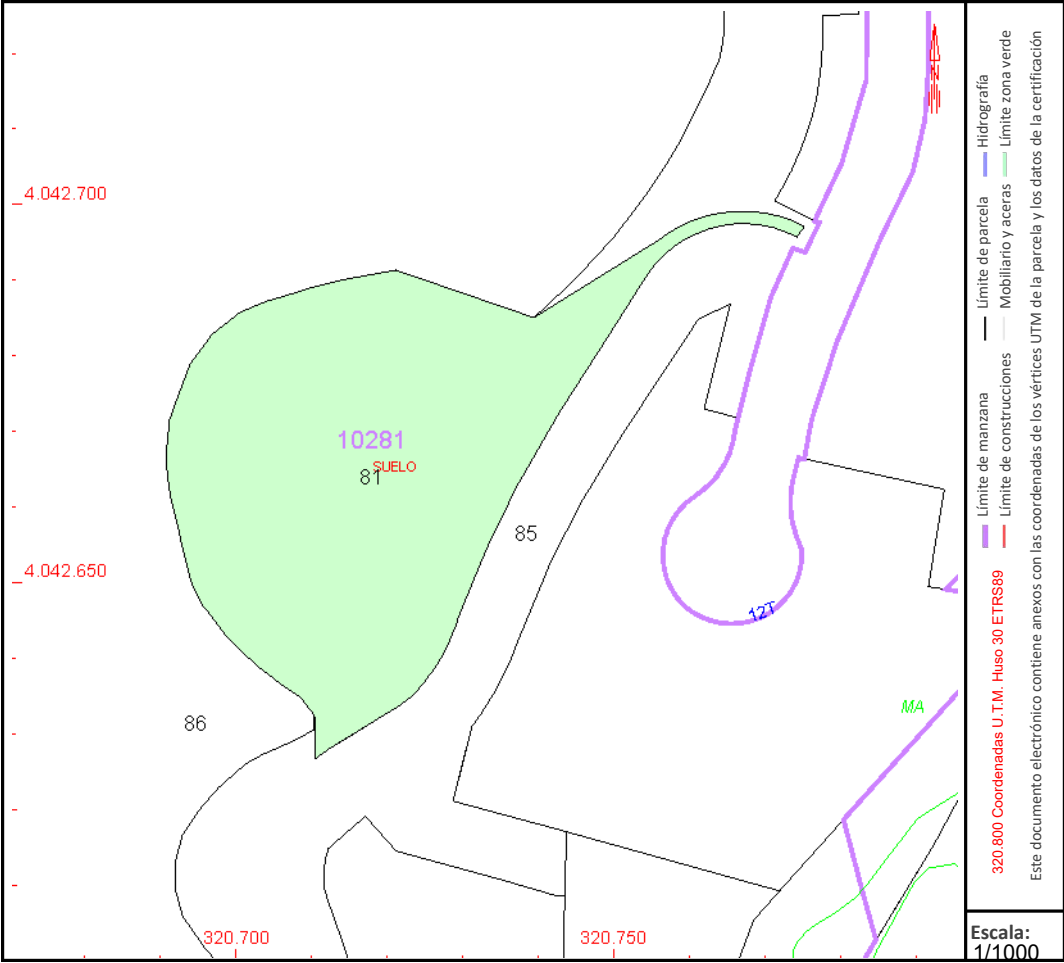 4.042.700
10281
SUELO
81
85
4.042.650
12T
86
MA
320.700
320.750
Límite de manzana
Límite de parcela
Hidrografía
Límite de construcciones
Mobiliario y aceras
Límite zona verde
320.800 Coordenadas U.T.M. Huso 30 ETRS89
Este documento electrónico contiene anexos con las coordenadas de los vértices UTM de la parcela y los datos de la certificación
Escala:
1/1000